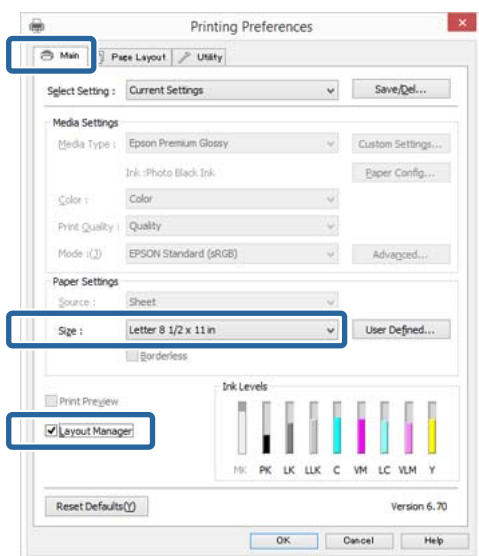 Printing Preferences
Main Page Layout Utility
Select Setting : Current Settings Save/Del...
Media Settings
Media Type : Epson Premium Glossy Custom Settings...
Ink :Photo Black Ink Paper Config...
Color : Color
Print Quality : Quality
Mode :(J) EPSON Standard (sRGB) Advanced...
Paper Settings
Source : Sheet
Size : Letter 8 1/2 x 11 in User Defined...
Borderless
Ink Levels
Print Preview
Layout Manager
MK PK LK LLK C VM LC VLM Y
Reset Defaults(Y) Version 6.70
OK Cancel Help